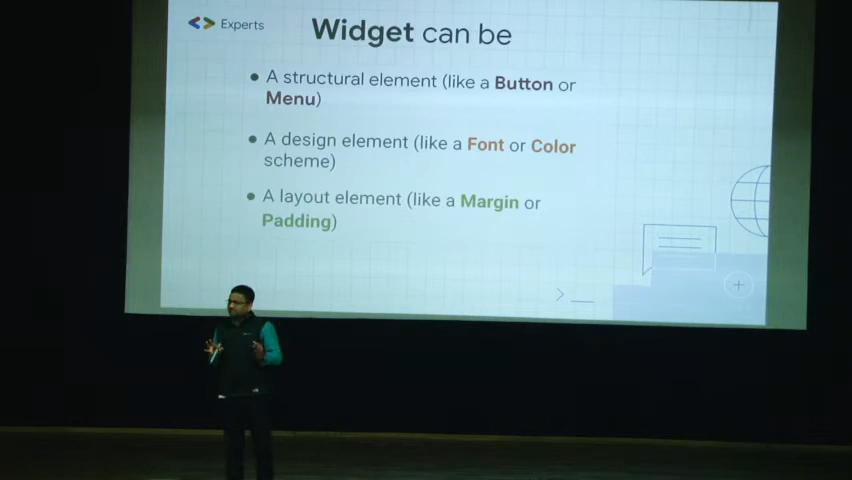 Experts
Widget can be
• A structural element (like a Button or
Menu)
• A design element (like a Font or Color
scheme)
• A layout element (like a Margin or
Padding)